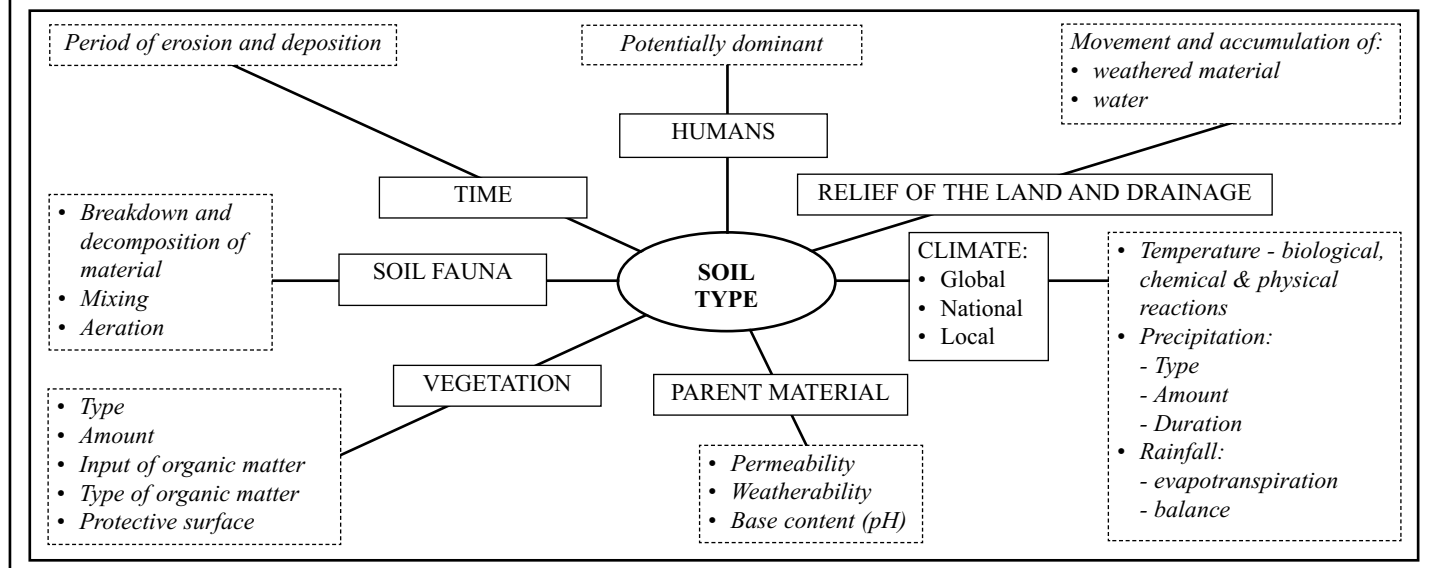 Period of erosion and deposition
Potentially dominant
Movement and accumulation of:
• weathered material
• water
HUMANS
TIME
RELIEF OF THE LAND AND DRAINAGE
• Breakdown and
decomposition of
material
• Mixing
• Aeration
SOIL FAUNA
SOIL
TYPE
CLIMATE:
• Global
• National
• Local
• Temperature - biological,
chemical & physical
reactions
• Precipitation:
- Type
- Amount
- Duration
• Rainfall:
- evapotranspiration
- balance
VEGETATION
PARENT MATERIAL
• Type
• Amount
• Input of organic matter
• Type of organic matter
• Protective surface
• Permeability
• Weatherability
• Base content (pH)